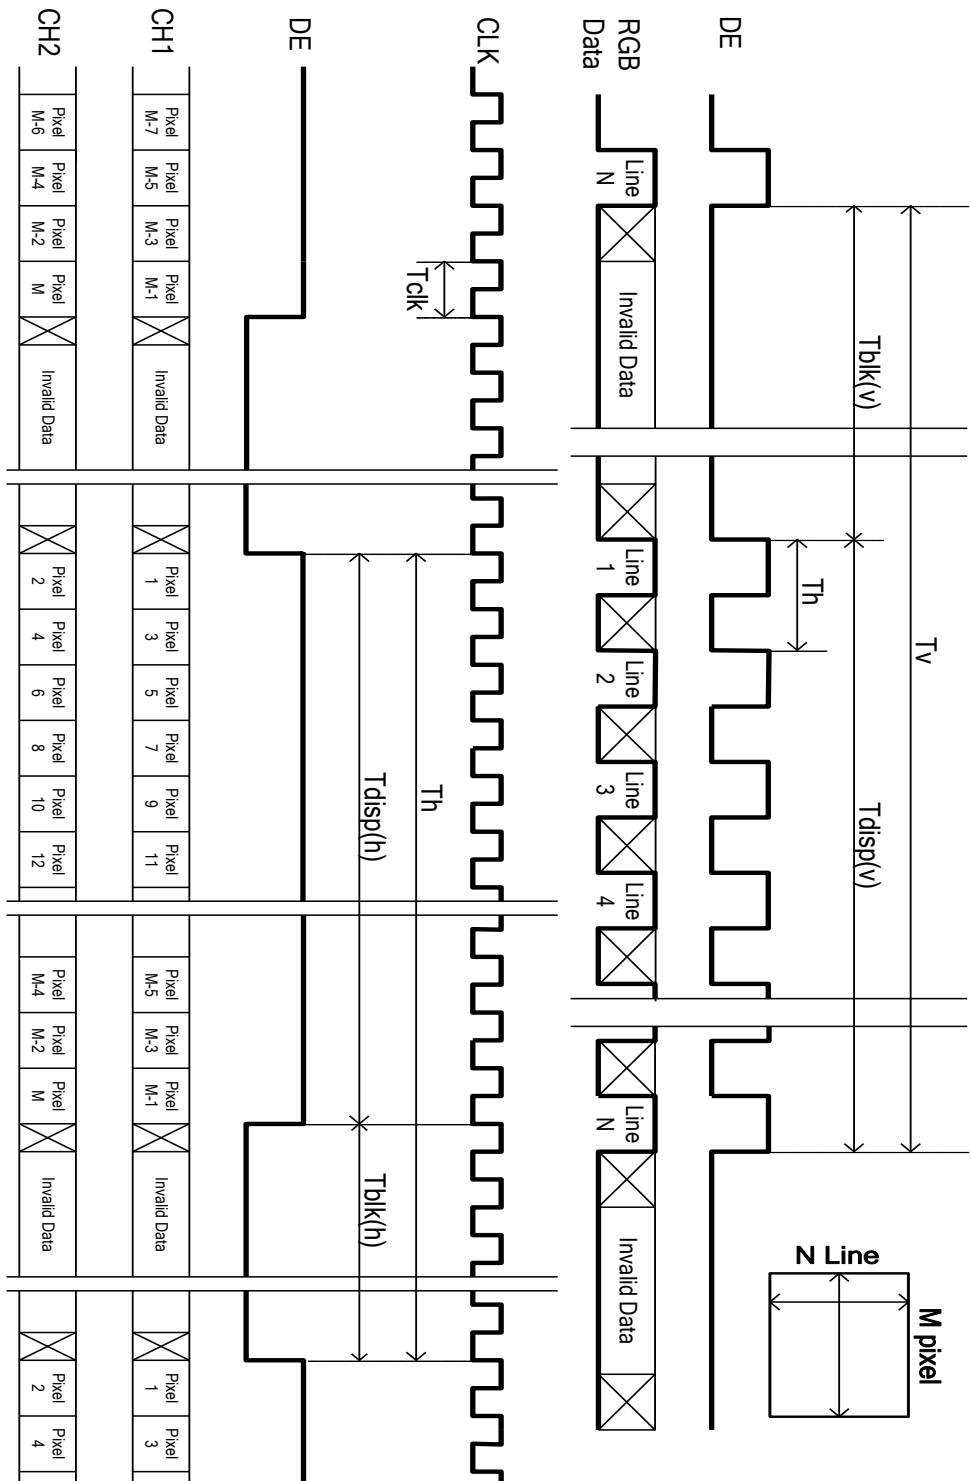 DE
RGB
Data
Tv
Tblk(v)
Tdisp(v)
Th
Line
N
Invalid Data
Line
1
Line
2
Line
3
Line
4
Line
N
Invalid Data
N Line
M pixel
CLK
Tclk
Th
Tdisp(h)
Tblk(h)
DE
CH1
Pixel
M-7
Pixel
M-5
Pixel
M-3
Pixel
M-1
Invalid Data
Pixel
1
Pixel
3
Pixel
5
Pixel
7
Pixel
9
Pixel
11
Pixel
M-5
Pixel
M-3
Pixel
M-1
Invalid Data
Pixel
1
Pixel
3
CH2
Pixel
M-6
Pixel
M-4
Pixel
M-2
Pixel
M
Invalid Data
Pixel
2
Pixel
4
Pixel
6
Pixel
8
Pixel
10
Pixel
12
Pixel
M-4
Pixel
M-2
Pixel
M
Invalid Data
Pixel
2
Pixel
4